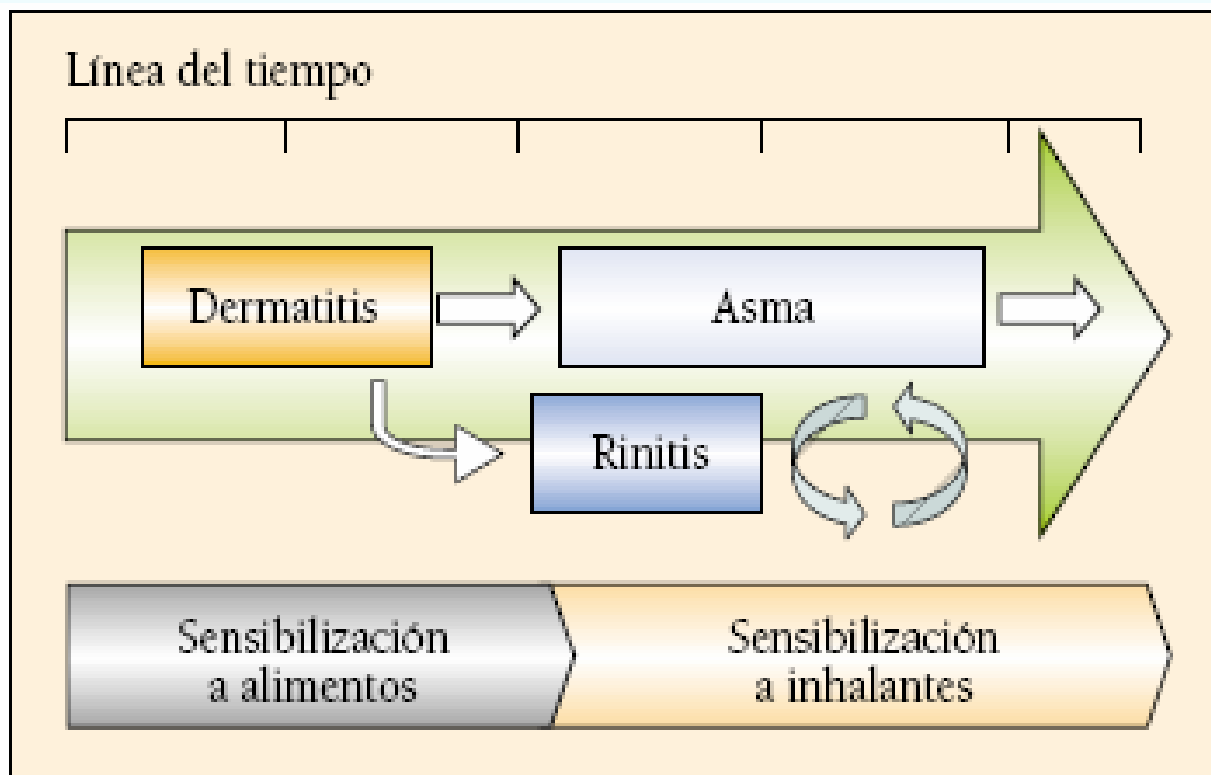 Línea del tiempo
Dermatitis
Asma
Rinitis
Sensibilización
a alimentos
Sensibilización
a inhalantes